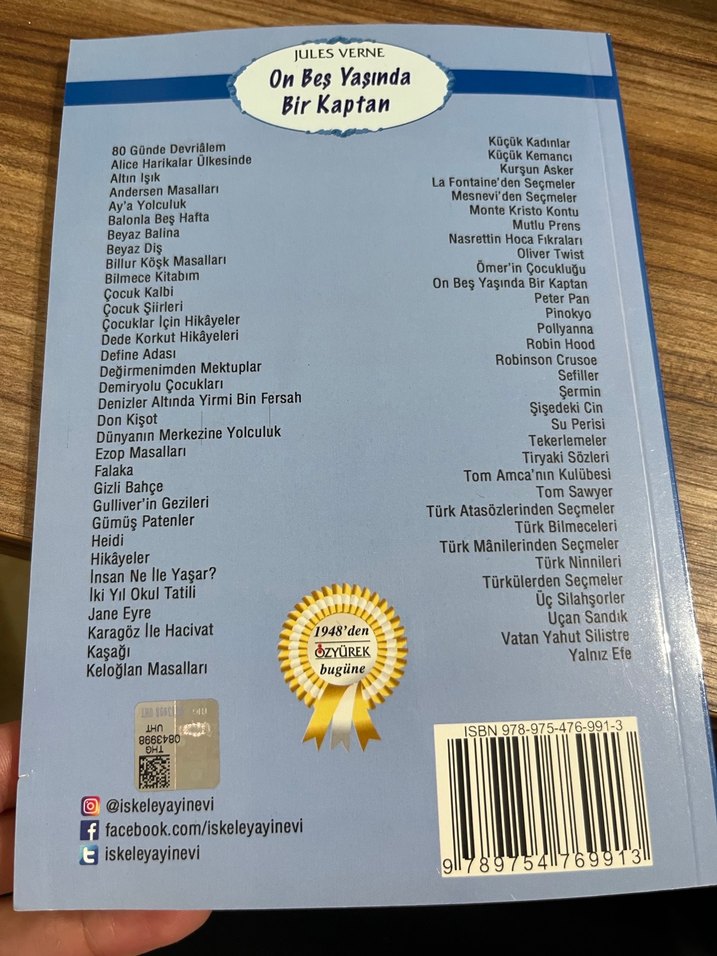 JULES VERNE
On Beş Yaşında
Bir Kaptan
80 Günde Devriâlem
Alice Harikalar Ülkesinde
Altın Işık
Andersen Masalları
Ay'a Yolculuk
Balonla Beş Hafta
Beyaz Balina
Beyaz Diş
Billur Köşk Masalları
Bilmece Kitabım
Çocuk Kalbi
Çocuk Şiirleri
Çocuklar İçin Hikâyeler
Dede Korkut Hikâyeleri
Define Adası
Değirmenimden Mektuplar
Demiryolu Çocukları
Denizler Altında Yirmi Bin Fersah
Don Kişot
Dünyanın Merkezine Yolculuk
Ezop Masalları
Falaka
Gizli Bahçe
Gulliver'in Gezileri
Gümüş Patenler
Heidi
Hikâyeler
İnsan Ne İle Yaşar?
İki Yıl Okul Tatili
Jane Eyre
Karagöz İle Hacivat
Kaşağı
Keloğlan Masalları
Küçük Kadınlar
Küçük Kemancı
Kurşun Asker
La Fontaine'den Seçmeler
Mesnevi'den Seçmeler
Monte Kristo Kontu
Mutlu Prens
Nasrettin Hoca Fıkraları
Oliver Twist
Ömer'in Çocukluğu
On Beş Yaşında Bir Kaptan
Peter Pan
Pinokyo
Pollyanna
Robin Hood
Robinson Crusoe
Sefiller
Şermin
Şişedeki Cin
Su Perisi
Tekerlemeler
Tiryaki Sözleri
Tom Amca'nın Kulübesi
Tom Sawyer
Türk Atasözlerinden Seçmeler
Türk Bilmeceleri
Türk Mânilerinden Seçmeler
Türk Ninnileri
Türkülerden Seçmeler
Üç Silahşorler
Uçan Sandık
Vatan Yahut Silistre
Yalnız Efe
1948'den
ÖZYÜREK
bugüne
THG
08439998
UHT
@iskeleyayinevi
facebook.com/iskeleyayinevi
iskeleyayinevi
ISBN 978-975-476-991-3
9 789754 769913